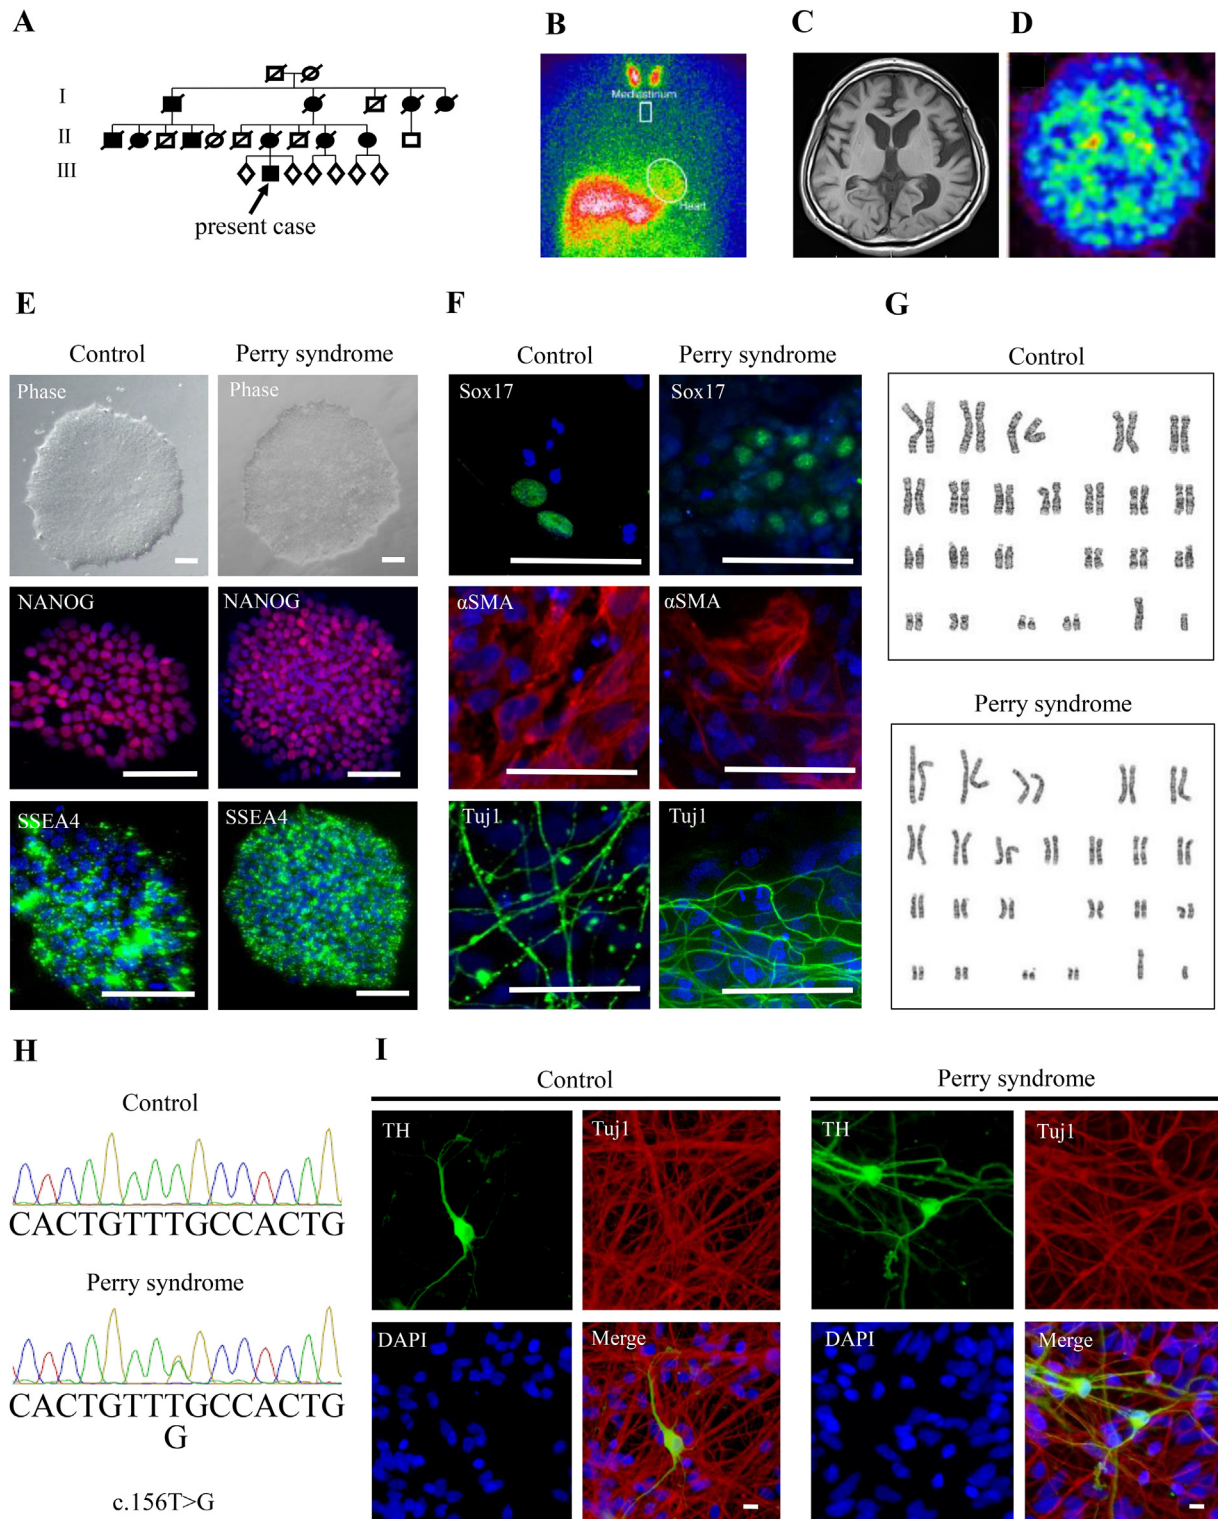 A
I
II
III
present case
B
Mediastinum
Heart
C
D
E
Control
Perry syndrome
Phase
Phase
NANOG
NANOG
SSEA4
SSEA4
F
Control
Perry syndrome
Sox17
Sox17
αSMA
αSMA
Tuj1
Tuj1
G
Control
Perry syndrome
H
Control
CACTGTTTGCCACTG
Perry syndrome
CACTGTTTGCCACTG
G
c.156T>G
I
Control
Perry syndrome
TH
Tuj1
TH
Tuj1
DAPI
Merge
DAPI
Merge